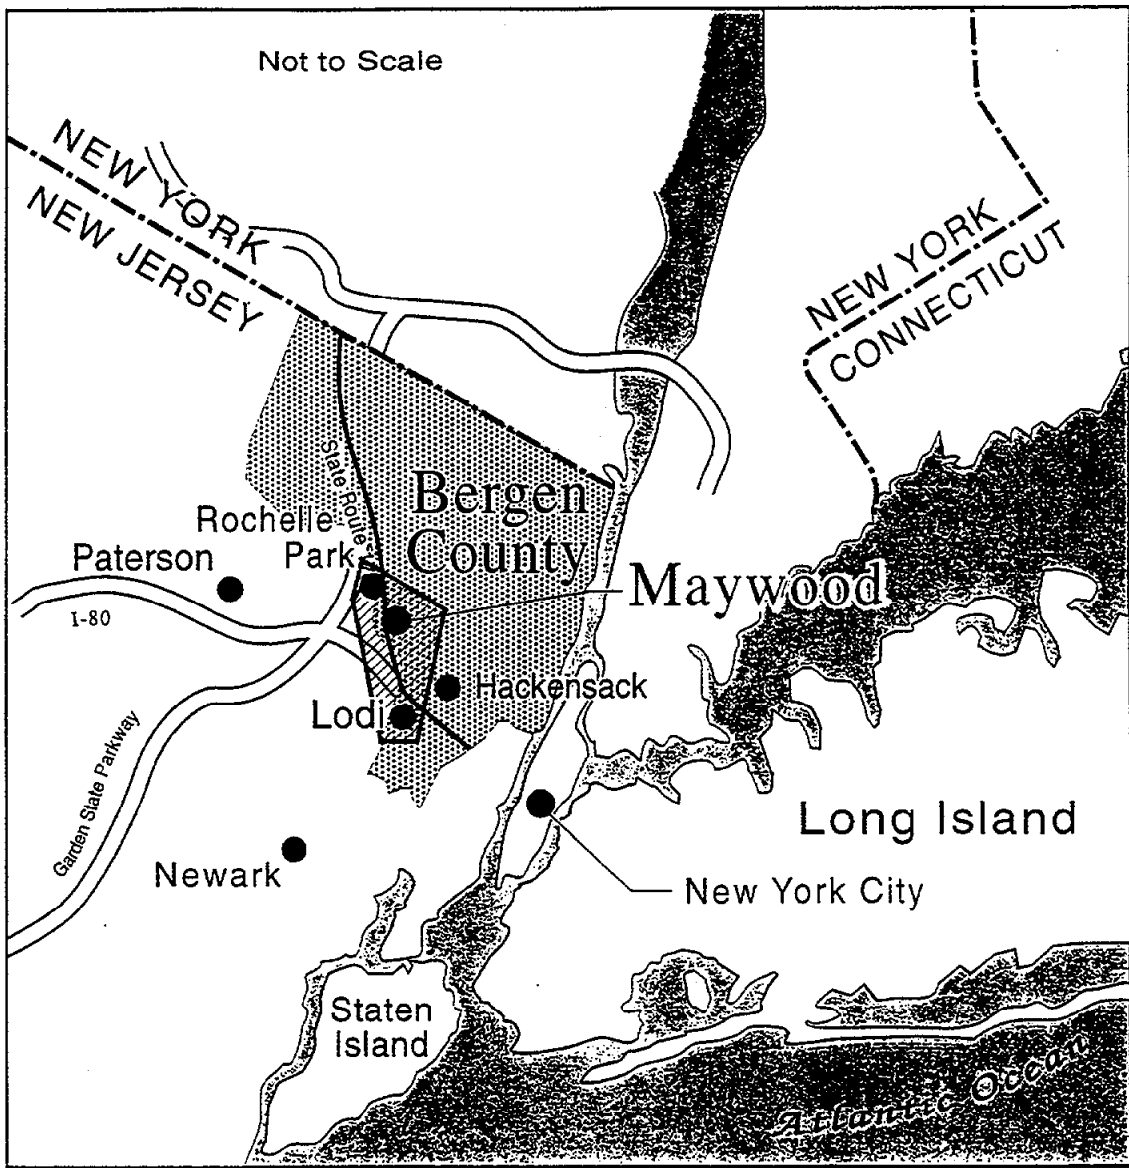 Not to Scale
NEW YORK
NEW JERSEY
NEW YORK
CONNECTICUT
State Route
Bergen
County
Rochelle
Park
Paterson
Maywood
I-80
Hackensack
Lodi
Garden State Parkway
Long Island
Newark
New York City
Staten
Island
Atlantic Ocean